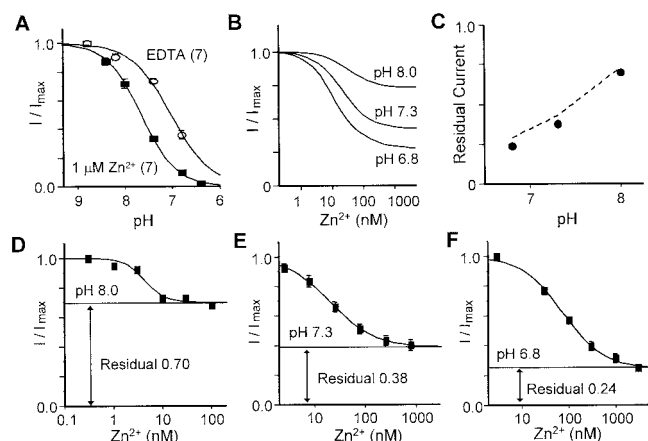 A
I / Imax
1.0
0.0
EDTA (7)
1 μM Zn2+ (7)
9 8 7 6
pH
B
1.0
0.0
pH 8.0
pH 7.3
pH 6.8
1 10 100 1000
Zn2+ (nM)
C
Residual Current
1.0
0
7 8
pH
D
I / Imax
1.0
0.0
pH 8.0
Residual 0.70
0.1 1 10 100
Zn2+ (nM)
E
I / Imax
1.0
0.0
pH 7.3
Residual 0.38
10 100 1000
Zn2+ (nM)
F
I / Imax
1.0
0.0
pH 6.8
Residual 0.24
10 100 1000
Zn2+ (nM)